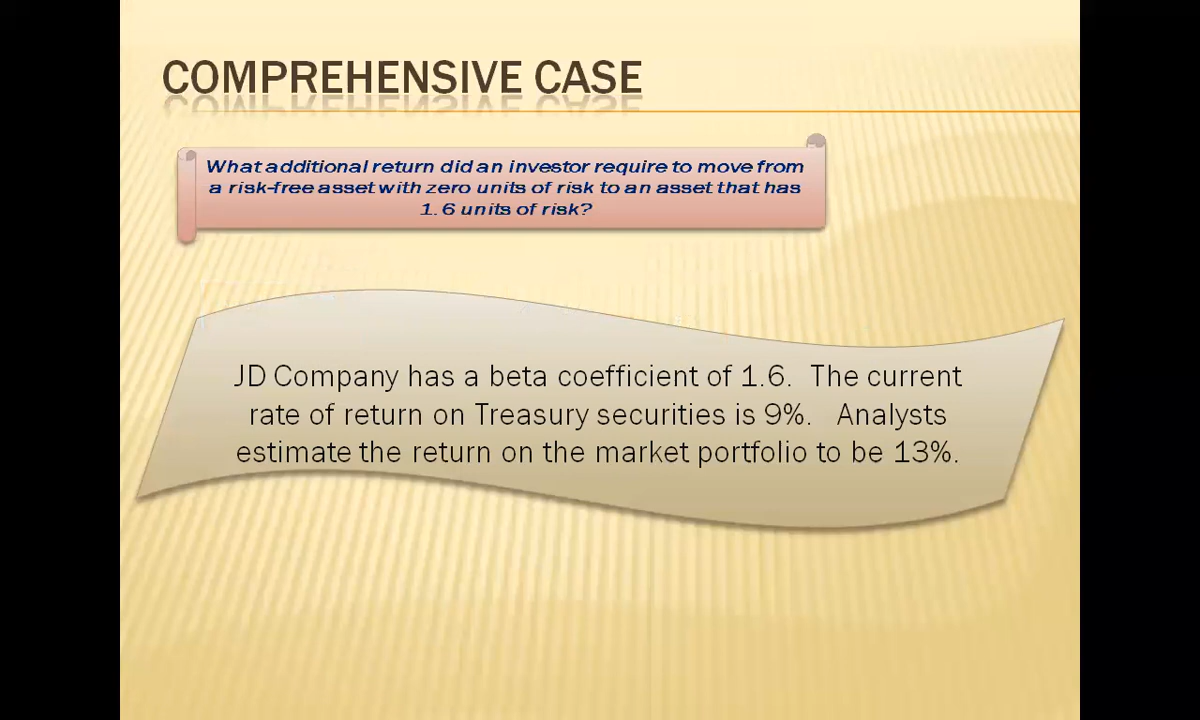 COMPREHENSIVE CASE
What additional return did an investor require to move from
a risk-free asset with zero units of risk to an asset that has
1.6 units of risk?
JD Company has a beta coefficient of 1.6. The current
rate of return on Treasury securities is 9%. Analysts
estimate the return on the market portfolio to be 13%.